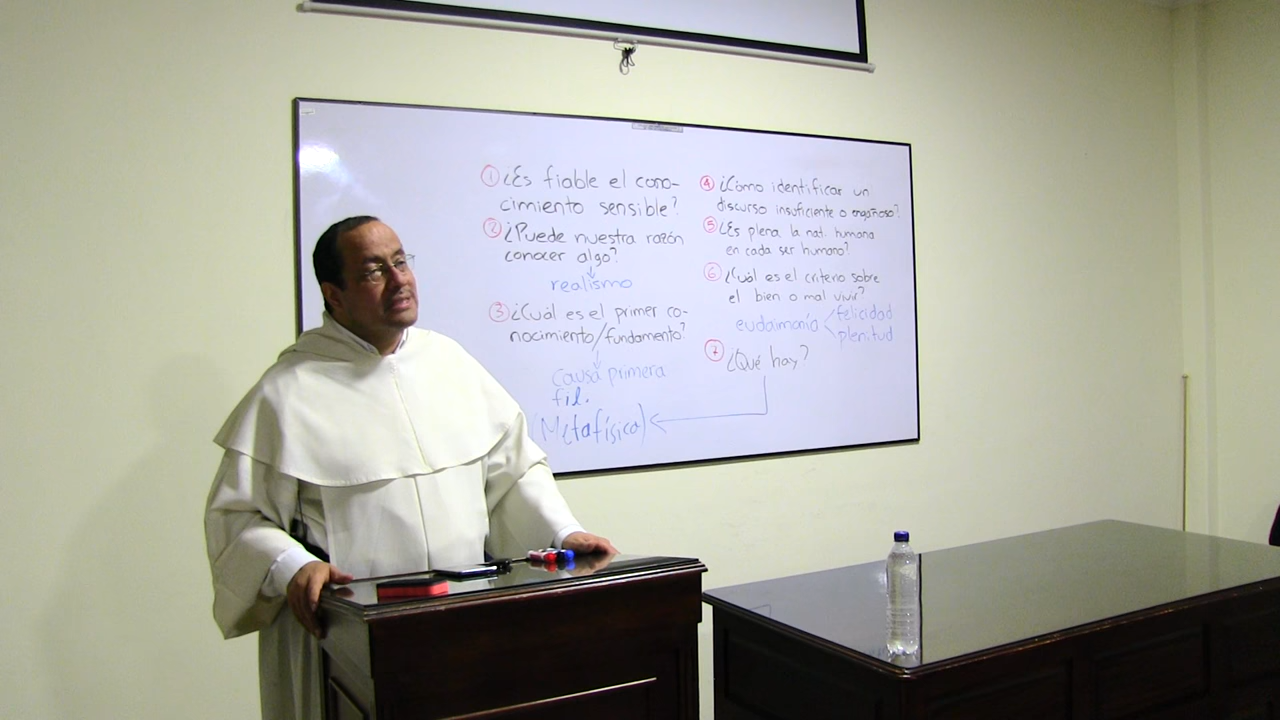 ① ¿Es fiable el cono-
cimiento sensible?
② ¿Puede nuestra razón
conocer algo?
realismo
③ ¿Cuál es el primer co-
nocimiento/fundamento?
causa primera
fil.
(Metafísica)
④ ¿Cómo identificar un
discurso insuficiente o engañoso?
⑤ ¿Es plena la nat. humana
en cada ser humano?
⑥ ¿Cuál es el criterio sobre
el bien o mal vivir?
eudaimonía felicidad
plenitud
⑦ ¿Qué hay?